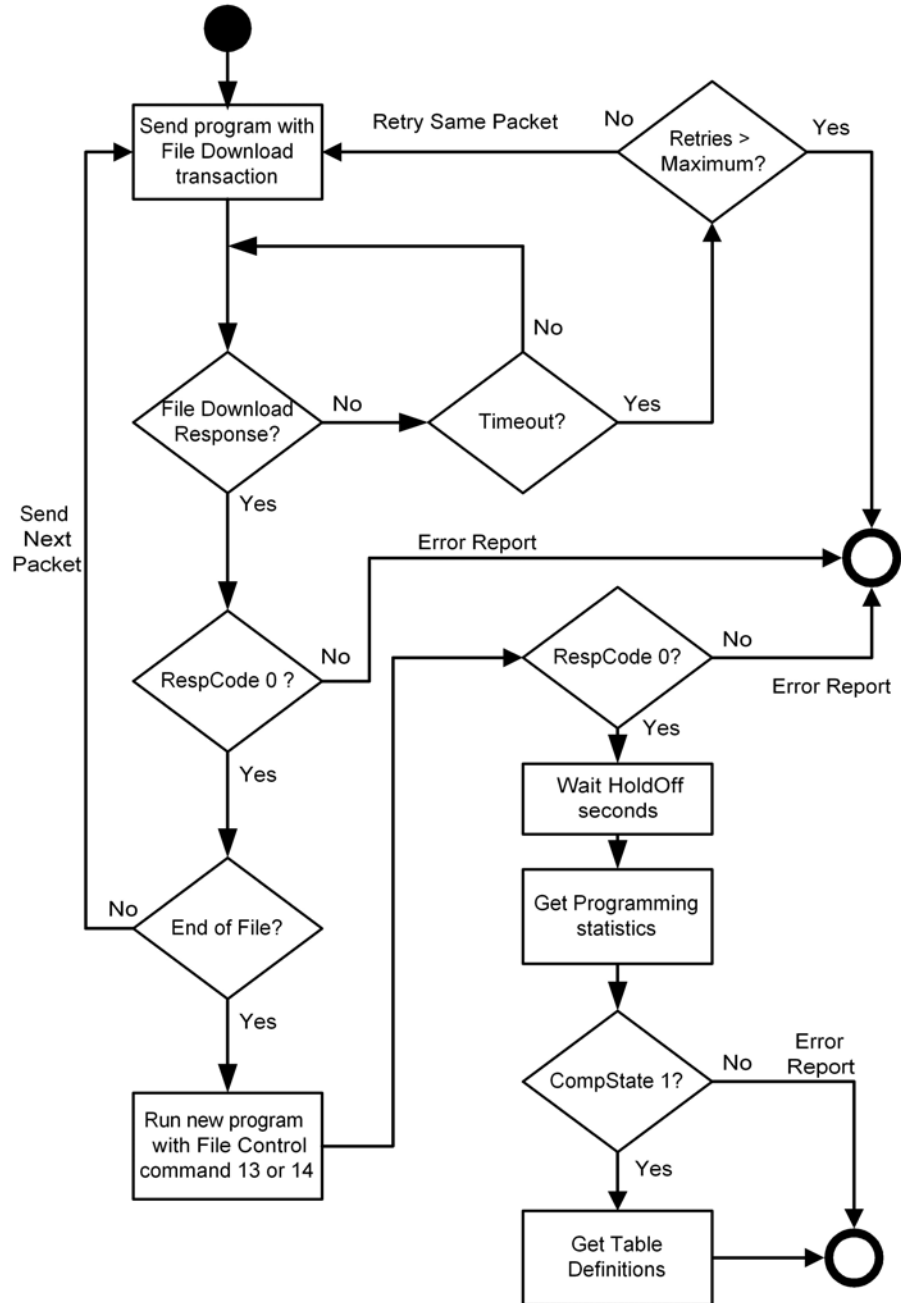 Send program with
File Download
transaction
Retry Same Packet
No
Retries >
Maximum?
Yes
No
File Download
Response?
No
Timeout?
Yes
Yes
Send
Next
Packet
Error Report
RespCode 0 ?
No
RespCode 0?
No
Error Report
Yes
Yes
Wait HoldOff
seconds
Get Programming
statistics
No
End of File?
Yes
Error
Report
CompState 1?
No
Run new program
with File Control
command 13 or 14
Yes
Get Table
Definitions